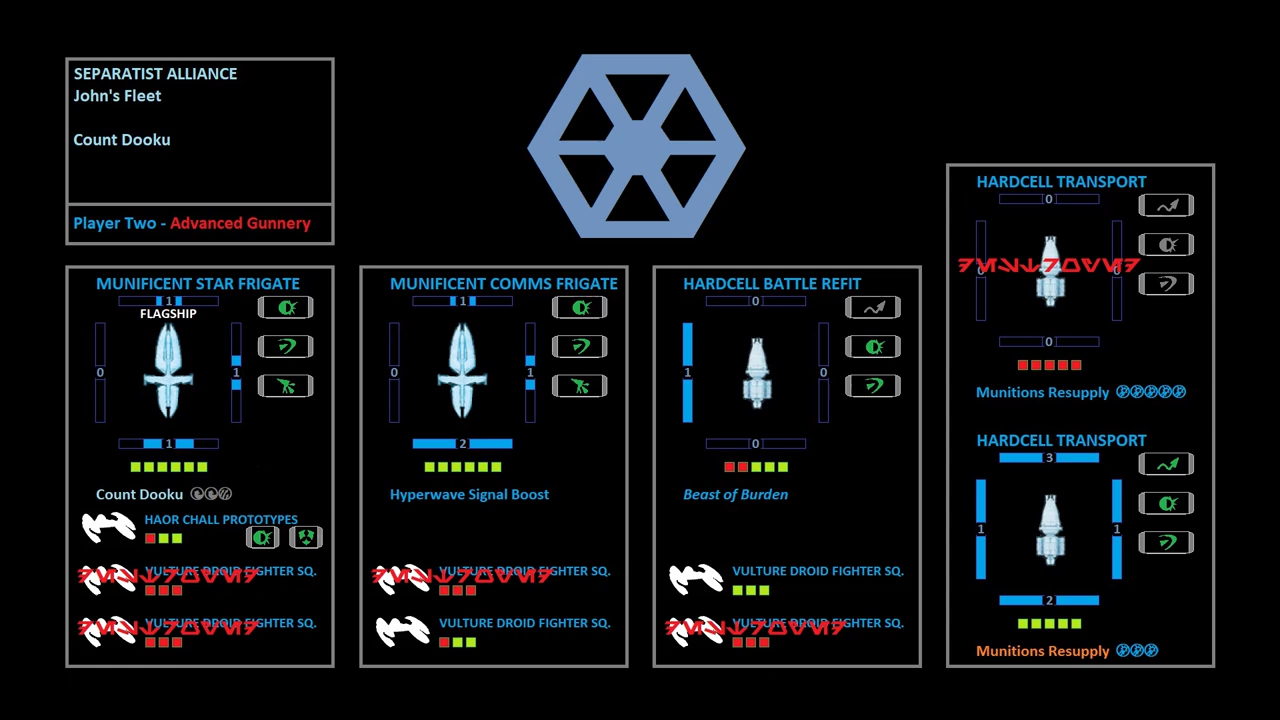 SEPARATIST ALLIANCE
John's Fleet
Count Dooku
Player Two - Advanced Gunnery
MUNIFICENT STAR FRIGATE
1
FLAGSHIP
0
1
1
Count Dooku
HAOR CHALL PROTOTYPES
VULTURE DROID FIGHTER SQ.
VULTURE DROID FIGHTER SQ.
MUNIFICENT COMMS FRIGATE
1
0
1
2
Hyperwave Signal Boost
VULTURE DROID FIGHTER SQ.
VULTURE DROID FIGHTER SQ.
HARDCELL BATTLE REFIT
0
1
0
0
Beast of Burden
VULTURE DROID FIGHTER SQ.
VULTURE DROID FIGHTER SQ.
HARDCELL TRANSPORT
0
0
Munitions Resupply
HARDCELL TRANSPORT
3
1
1
2
Munitions Resupply